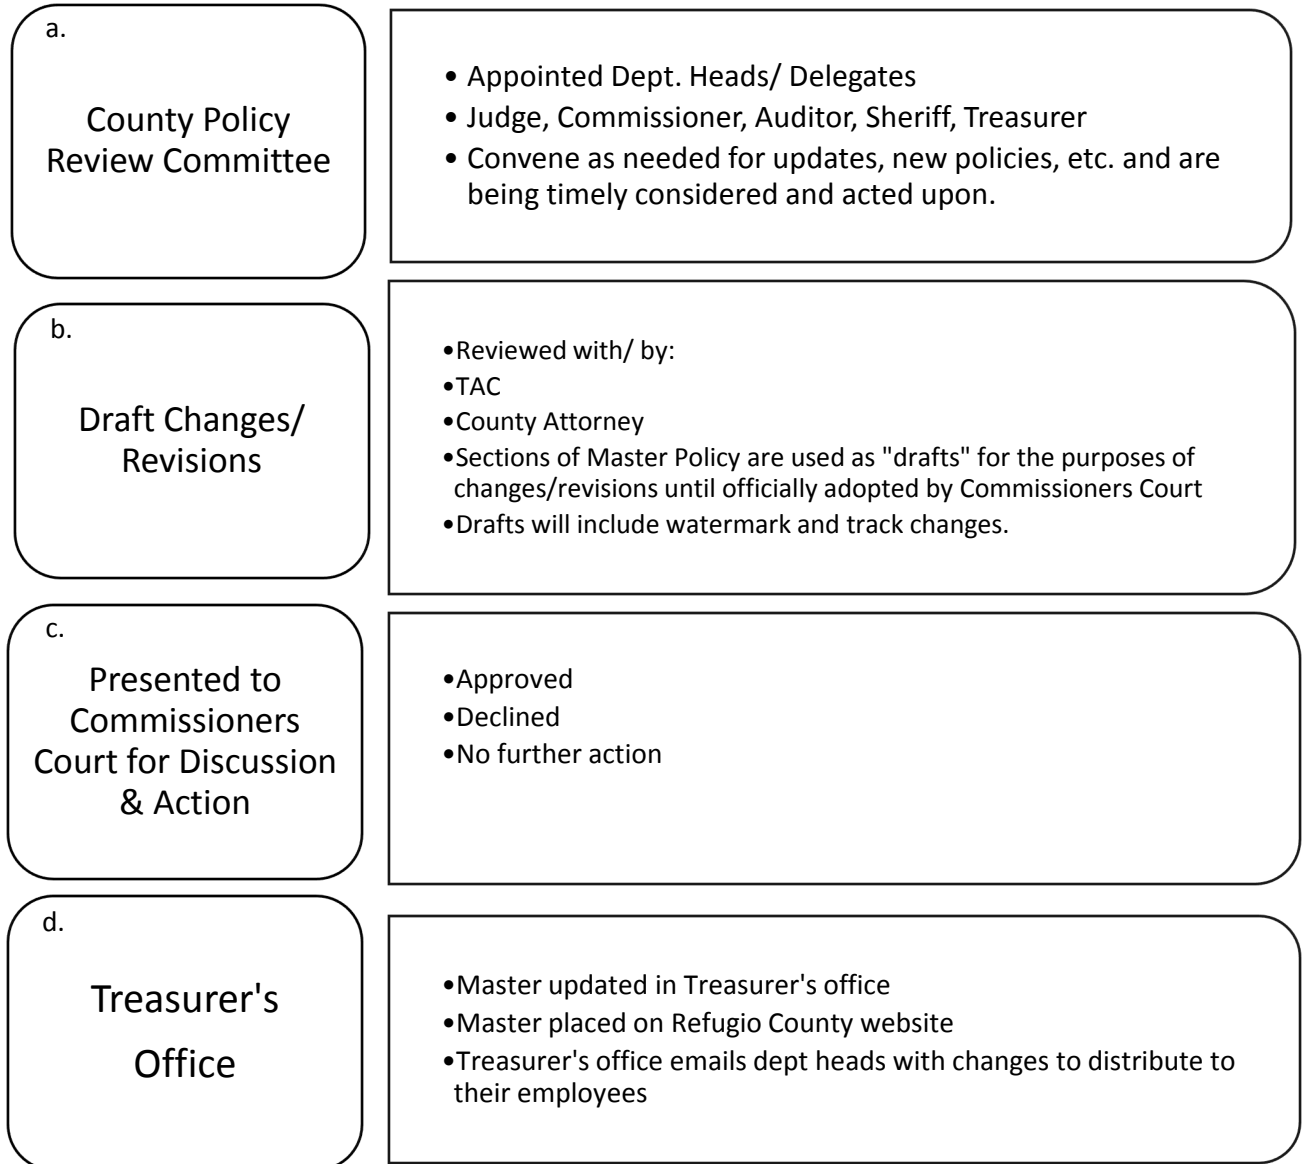 a.
County Policy
Review Committee
• Appointed Dept. Heads/ Delegates
• Judge, Commissioner, Auditor, Sheriff, Treasurer
• Convene as needed for updates, new policies, etc. and are
being timely considered and acted upon.
b.
Draft Changes/
Revisions
•Reviewed with/ by:
•TAC
•County Attorney
•Sections of Master Policy are used as "drafts" for the purposes of
changes/revisions until officially adopted by Commissioners Court
•Drafts will include watermark and track changes.
c.
Presented to
Commissioners
Court for Discussion
& Action
•Approved
•Declined
•No further action
d.
Treasurer's
Office
•Master updated in Treasurer's office
•Master placed on Refugio County website
•Treasurer's office emails dept heads with changes to distribute to
their employees